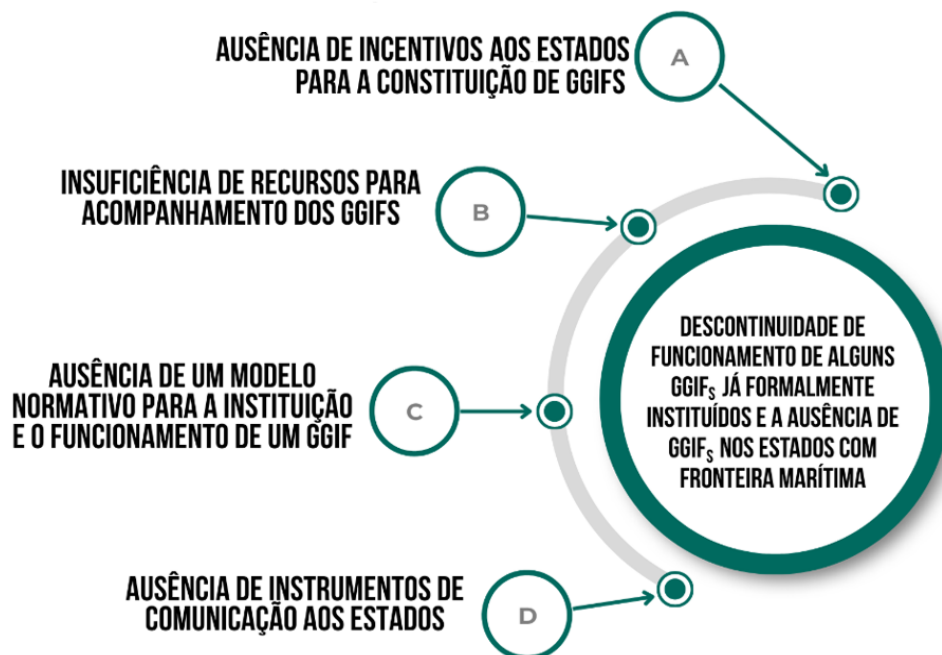 AUSÊNCIA DE INCENTIVOS AOS ESTADOS
PARA A CONSTITUIÇÃO DE GGIFS
A
INSUFICIÊNCIA DE RECURSOS PARA
ACOMPANHAMENTO DOS GGIFS
B
AUSÊNCIA DE UM MODELO
NORMATIVO PARA A INSTITUIÇÃO
E O FUNCIONAMENTO DE UM GGIF
C
AUSÊNCIA DE INSTRUMENTOS DE
COMUNICAÇÃO AOS ESTADOS
D
DESCONTINUIDADE DE
FUNCIONAMENTO DE ALGUNS
GGIFS JÁ FORMALMENTE
INSTITUÍDOS E A AUSÊNCIA DE
GGIFS NOS ESTADOS COM
FRONTEIRA MARÍTIMA